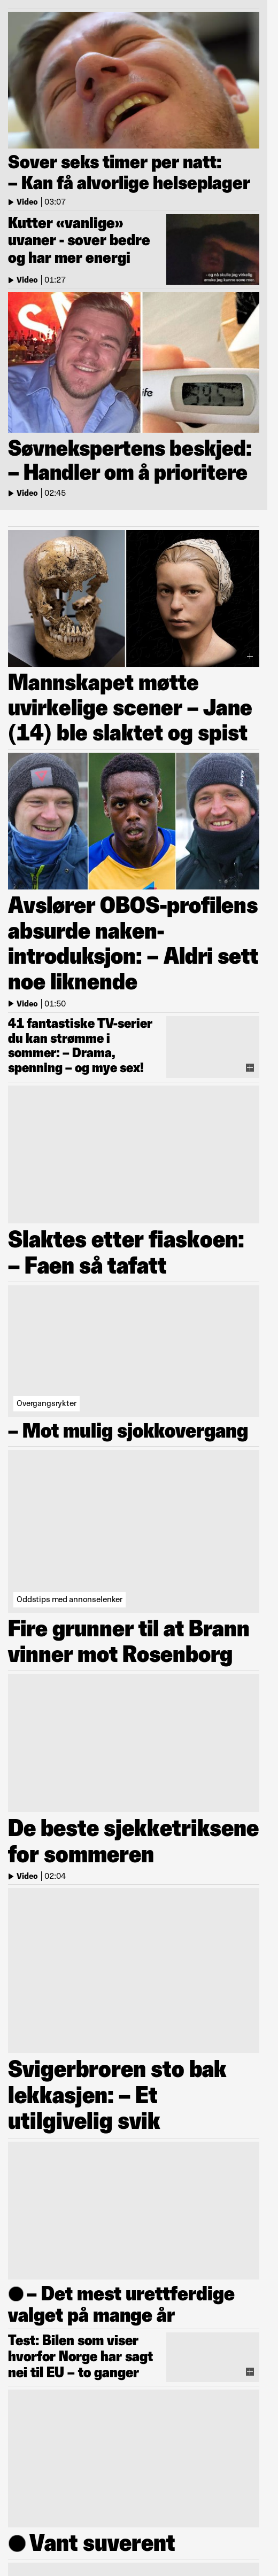 Sover seks timer per natt:
– Kan få alvorlige helseplager
Video | 03:07
Kutter «vanlige»
uvaner - sover bedre
og har mer energi
Video | 01:27
- og nå skulle jeg virkelig
ønske jeg kunne sove mer.
ife
Søvnekspertens beskjed:
– Handler om å prioritere
Video | 02:45
Mannskapet møtte
uvirkelige scener – Jane
(14) ble slaktet og spist
Avslører OBOS-profilens
absurde naken-
introduksjon: – Aldri sett
noe liknende
Video | 01:50
41 fantastiske TV-serier
du kan strømme i
sommer: – Drama,
spenning – og mye sex!
Slaktes etter fiaskoen:
– Faen så tafatt
Overgangsrykter
– Mot mulig sjokkovergang
Oddstips med annonselenker
Fire grunner til at Brann
vinner mot Rosenborg
De beste sjekketriksene
for sommeren
Video | 02:04
Svigerbroren sto bak
lekkasjen: – Et
utilgivelig svik
– Det mest urettferdige
valget på mange år
Test: Bilen som viser
hvorfor Norge har sagt
nei til EU – to ganger
Vant suverent